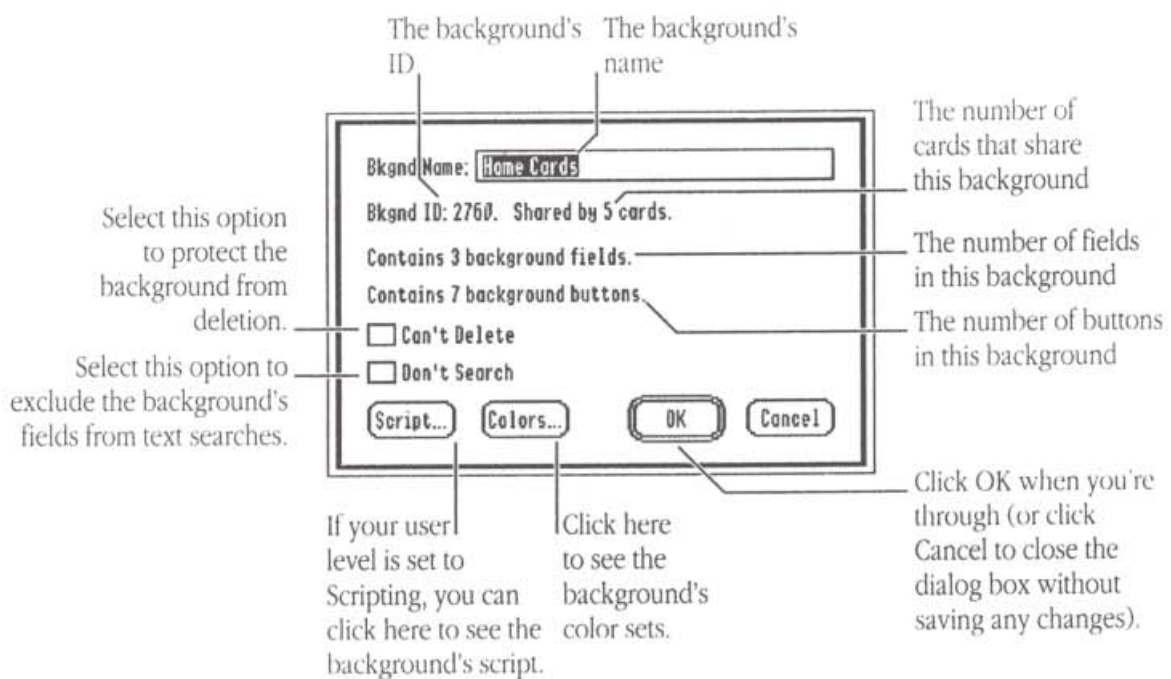 The background's
ID
The background's
name
The number of
cards that share
this background
Bkgnd Name: Home Cards
Bkgnd ID: 2760. Shared by 5 cards.
Select this option
to protect the
background from
deletion.
Contains 3 background fields.
The number of fields
in this background
Contains 7 background buttons.
The number of buttons
in this background
Can't Delete
Don't Search
Select this option to
exclude the background's
fields from text searches.
Script...
Colors...
OK
Cancel
If your user
level is set to
Scripting, you can
click here to see the
background's script.
Click here
to see the
background's
color sets.
Click OK when you're
through (or click
Cancel to close the
dialog box without
saving any changes).